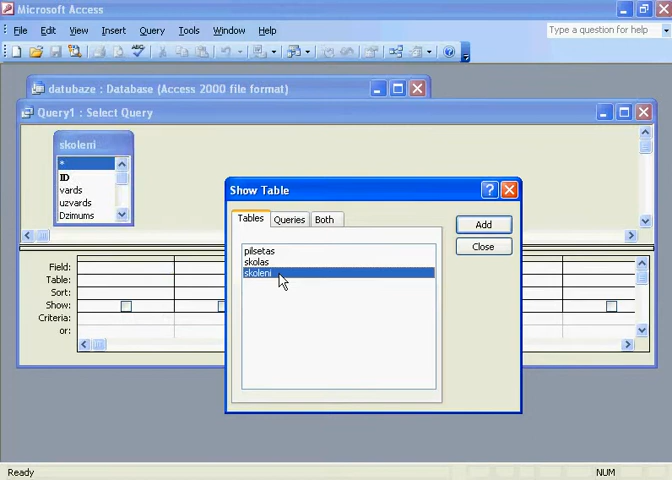 Microsoft Access
File Edit View Insert Query Tools Window Help
Type a question for help
datubaze : Database (Access 2000 file format)
Query1 : Select Query
skoleni
*
ID
vards
uzvards
Dzimums
Show Table
Tables Queries Both
Add
Close
pilsetas
skolas
skoleni
Field:
Table:
Sort:
Show:
Criteria:
or:
Ready
NUM